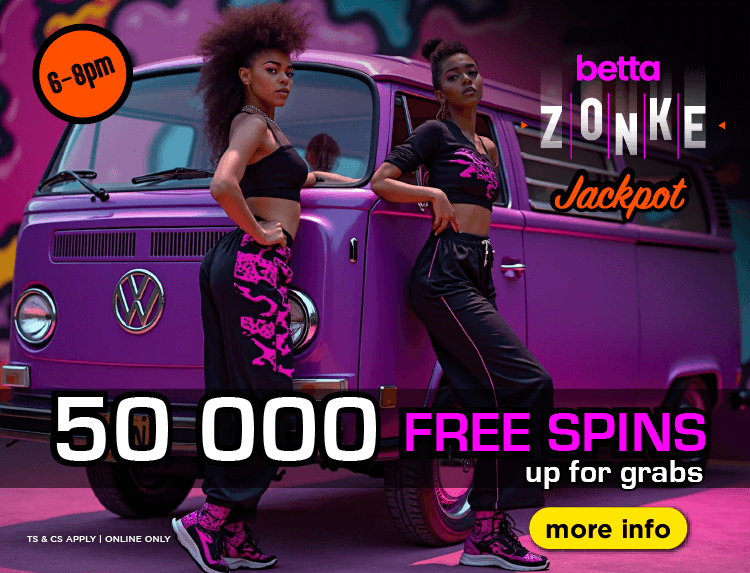 6-8pm
betta
ZONKE
Jackpot
50 000 FREE SPINS
up for grabs
more info
TS & CS APPLY | ONLINE ONLY